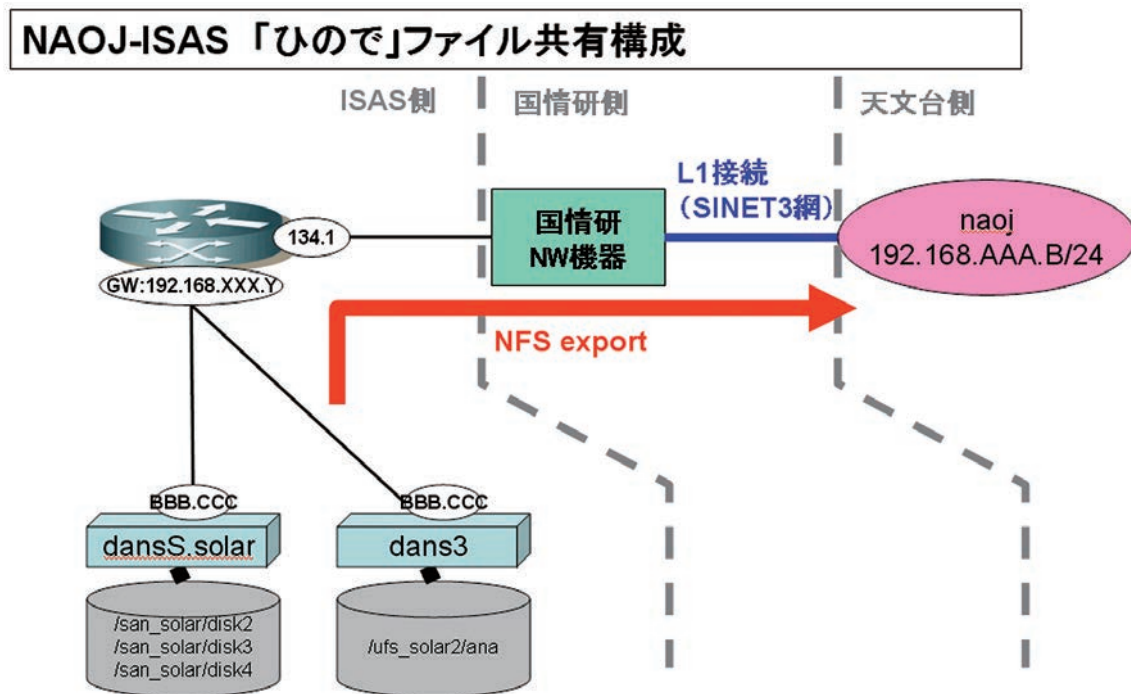 NAOJ-ISAS 「ひので」ファイル共有構成
ISAS側
国情研側
天文台側
L1接続
（SINET3網）
134.1
国情研
NW機器
naoj
192.168.AAA.B/24
GW:192.168.XXX.Y
NFS export
BBB.CCC
BBB.CCC
dansS.solar
dans3
/san_solar/disk2
/san_solar/disk3
/san_solar/disk4
/ufs_solar2/ana